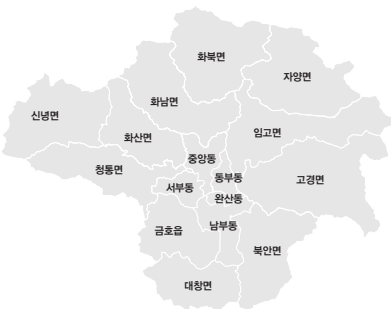 화북면
자양면
화남면
신녕면
임고면
화산면
중앙동
청통면
동부동
고경면
서부동
완산동
남부동
금호읍
북안면
대창면